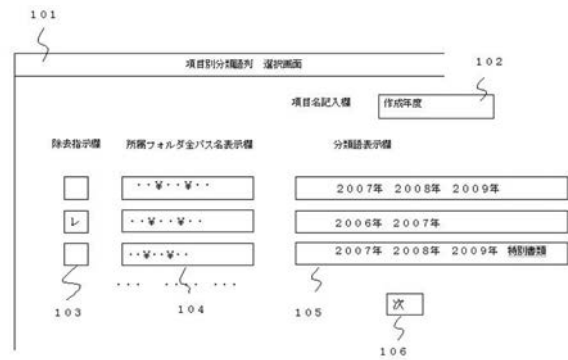 101
項目別分類語列 選択画面
102
項目名記入欄 作成年度
除去指示欄 所属フォルダ全パス名表示欄 分類語表示欄
・・¥・・¥・・ 2007年 2008年 2009年
レ ・・¥・・¥・・ 2006年 2007年
・・¥・・¥・・ 2007年 2008年 2009年 特別書類
・・・ ・・・・ ・・・
103 104 105 次
106